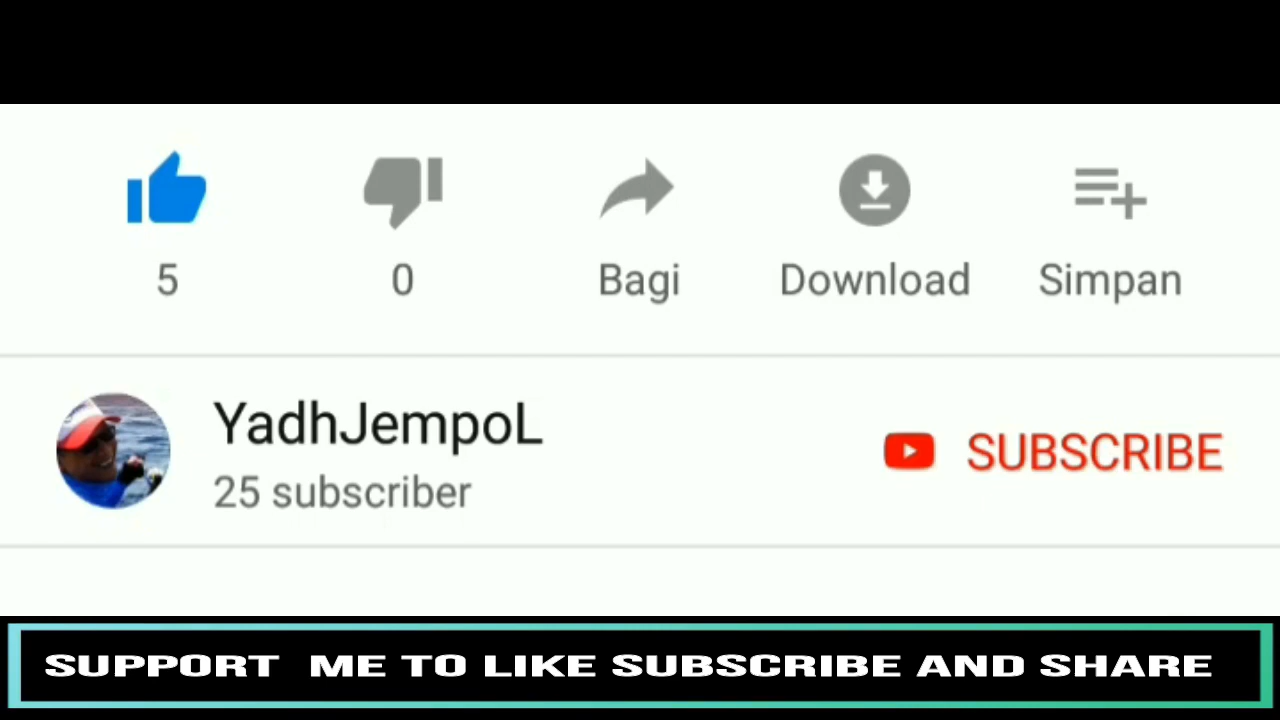 5 0 Bagi Download Simpan
YadhJempoL
25 subscriber
SUBSCRIBE
SUPPORT ME TO LIKE SUBSCRIBE AND SHARE